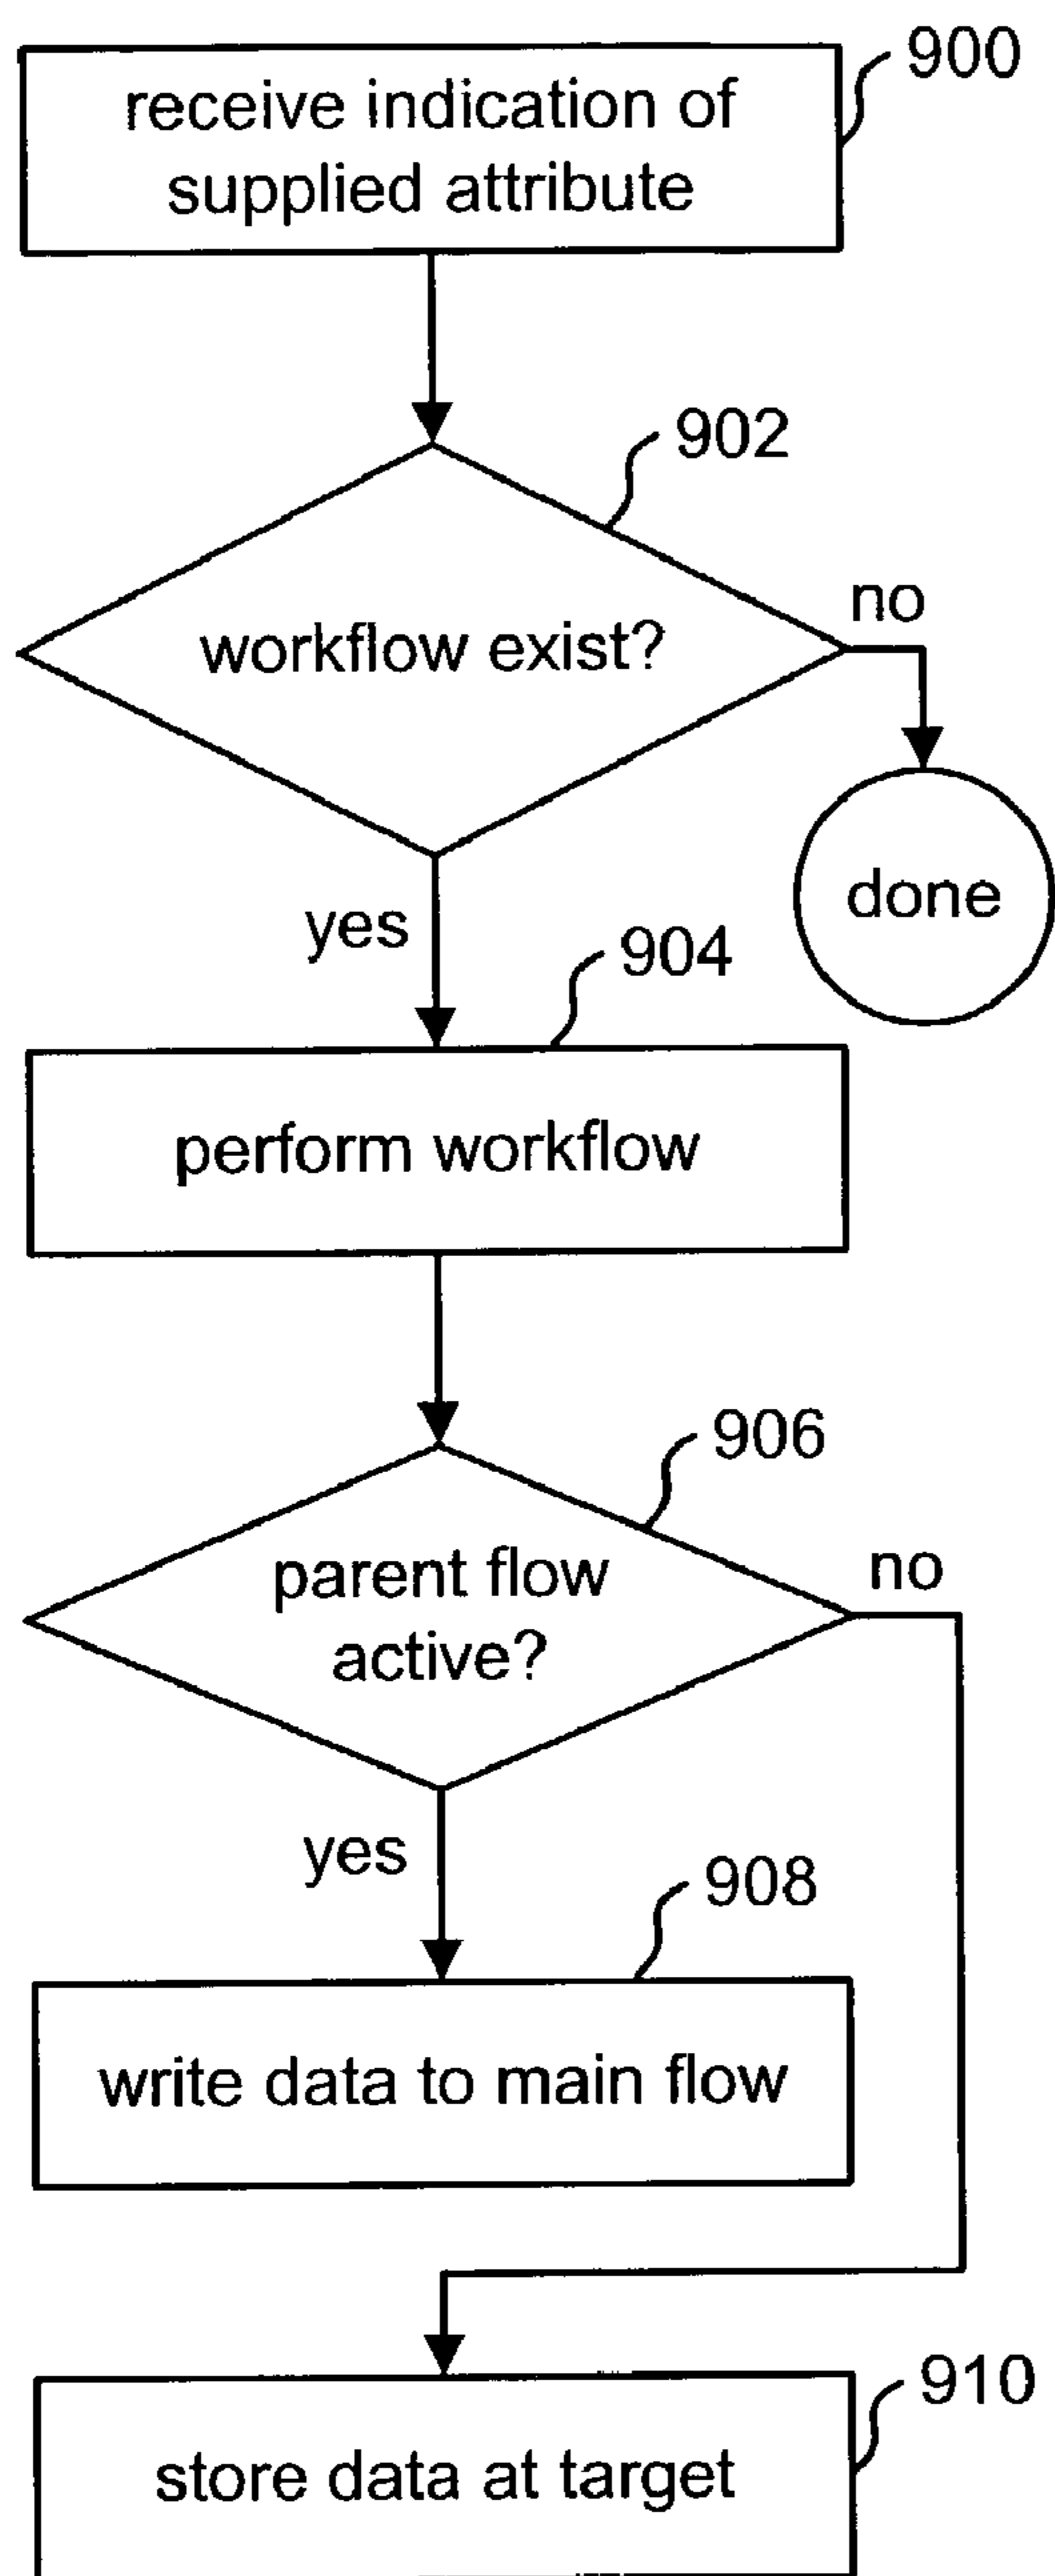 900
receive indication of
supplied attribute
902
workflow exist?
no
done
yes
904
perform workflow
906
parent flow
active?
no
yes
908
write data to main flow
910
store data at target